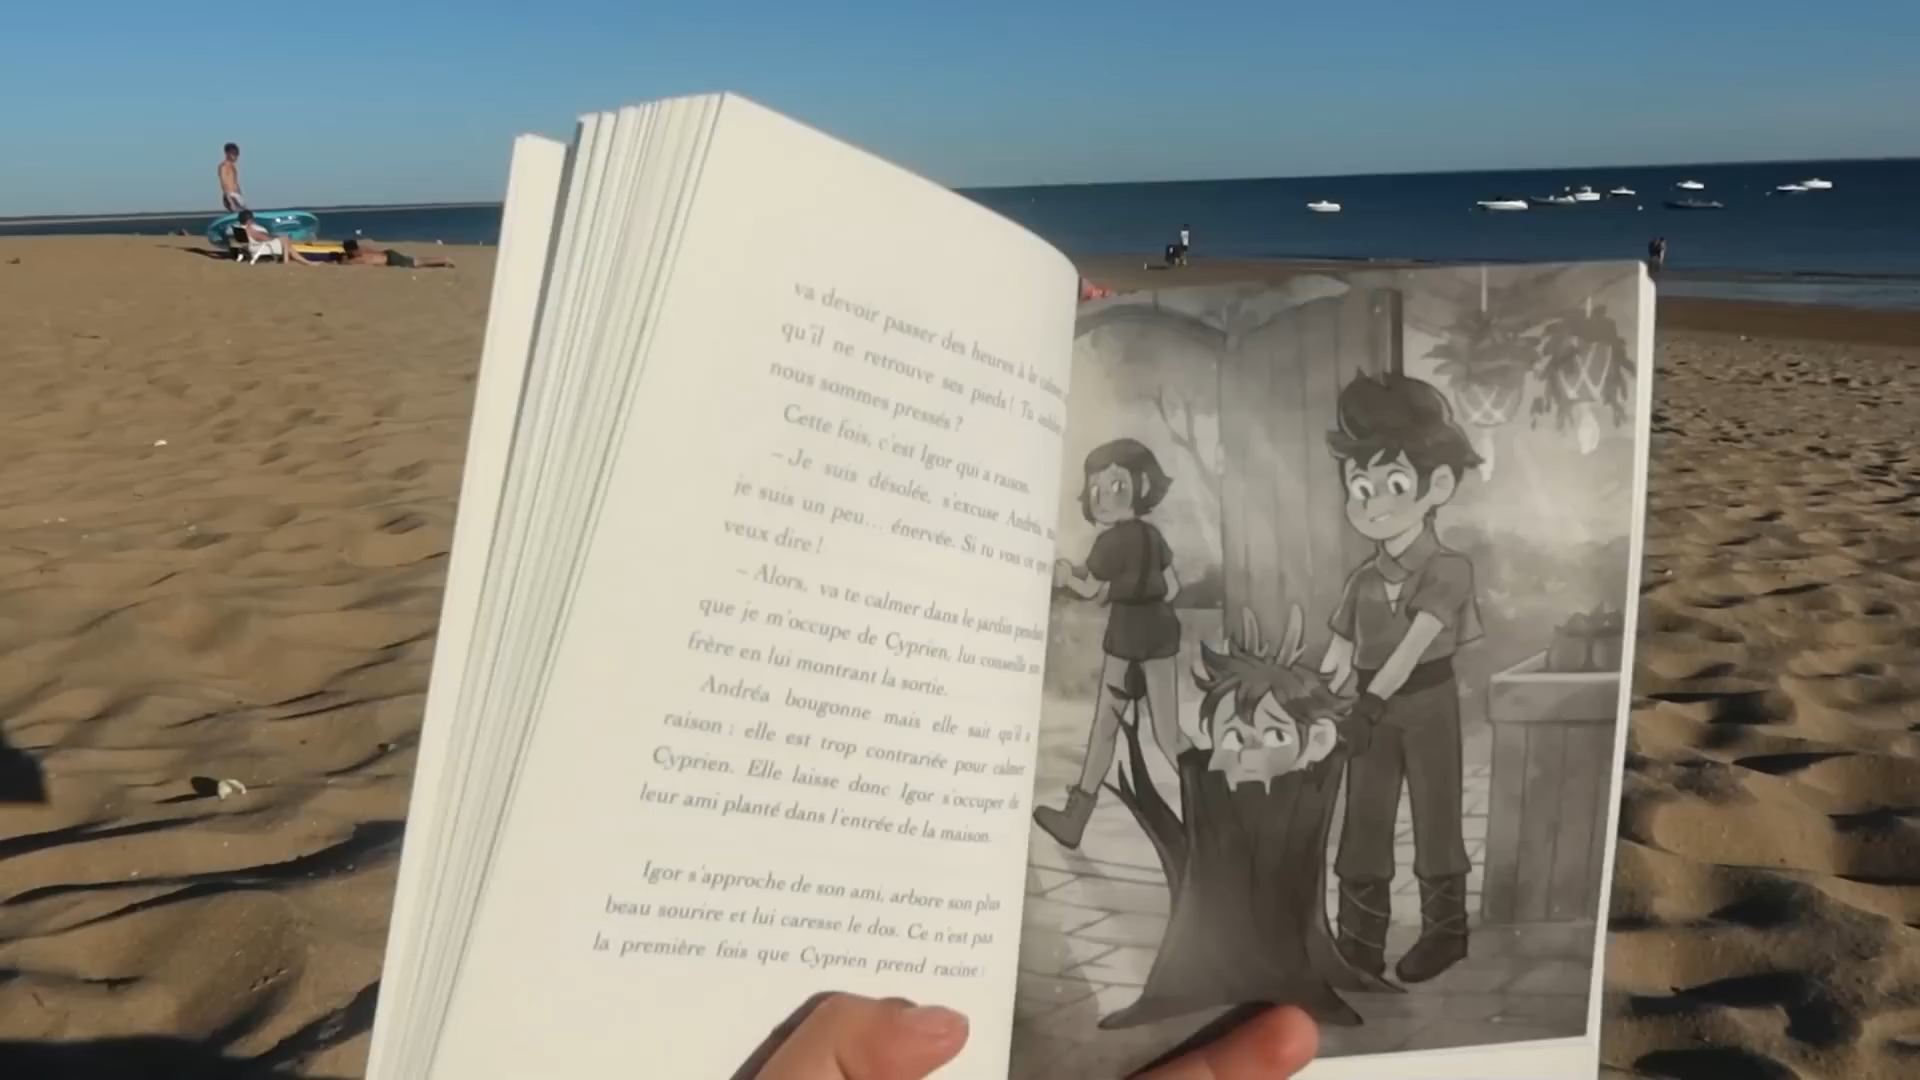 va devoir passer des heures à le calmer
qu'il ne retrouve ses pieds ! Tu oublies
nous sommes pressés ?
Cette fois, c'est Igor qui a raison.
– Je suis désolée, s'excuse Andréa,
je suis un peu… énervée. Si tu vois ce que
veux dire !
– Alors, va te calmer dans le jardin pendant
que je m'occupe de Cyprien, lui conseille son
frère en lui montrant la sortie.
Andréa bougonne mais elle sait qu'il a
raison : elle est trop contrariée pour calmer
Cyprien. Elle laisse donc Igor s'occuper de
leur ami planté dans l'entrée de la maison.
Igor s'approche de son ami, arbore son plus
beau sourire et lui caresse le dos. Ce n'est pas
la première fois que Cyprien prend racine :